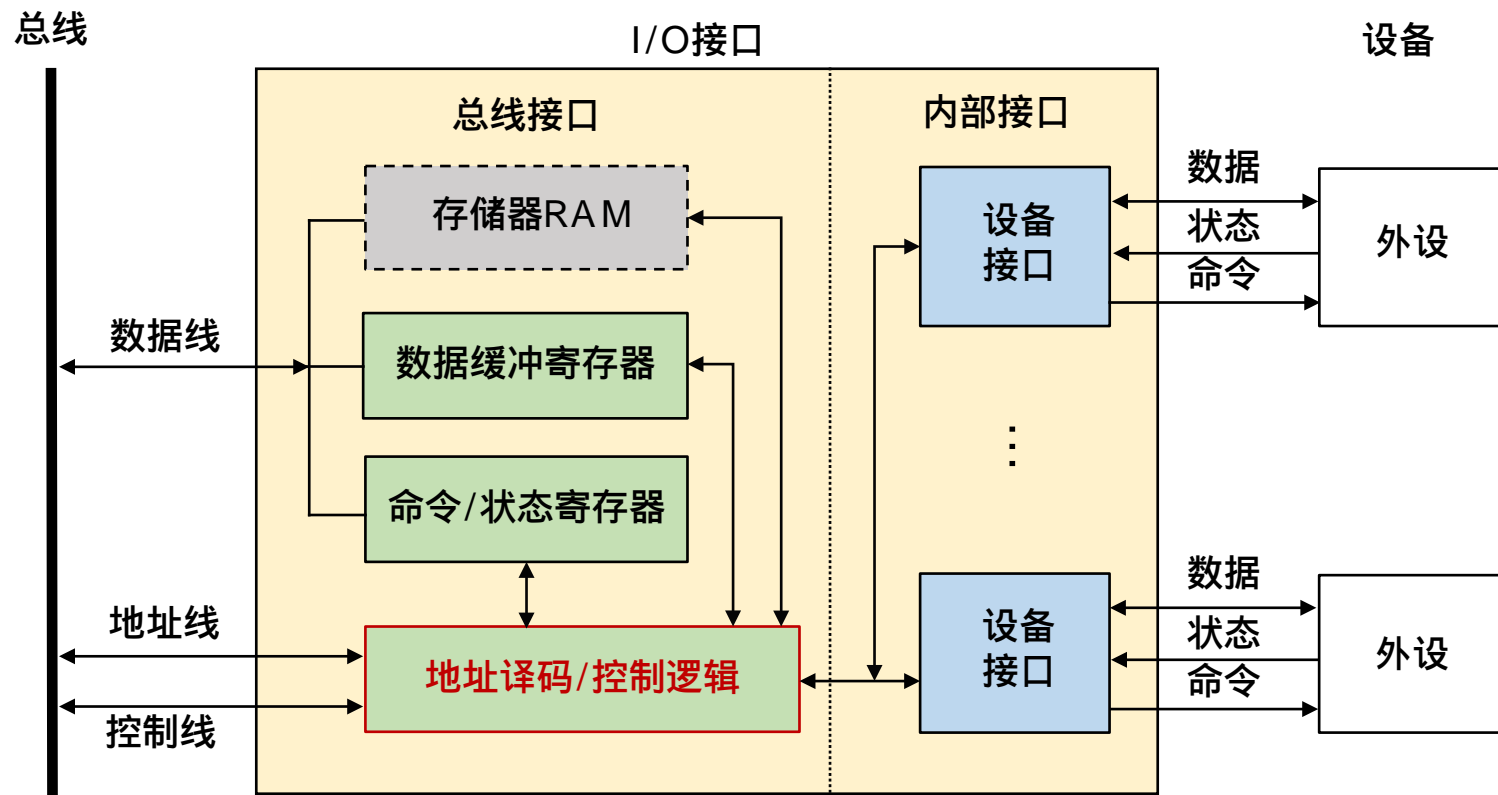 总线
I/O接口
设备
总线接口
内部接口
存储器RAM
数据缓冲寄存器
命令/状态寄存器
地址译码/控制逻辑
数据线
地址线
控制线
设备
接口
数据
状态
命令
外设
⋮
设备
接口
数据
状态
命令
外设